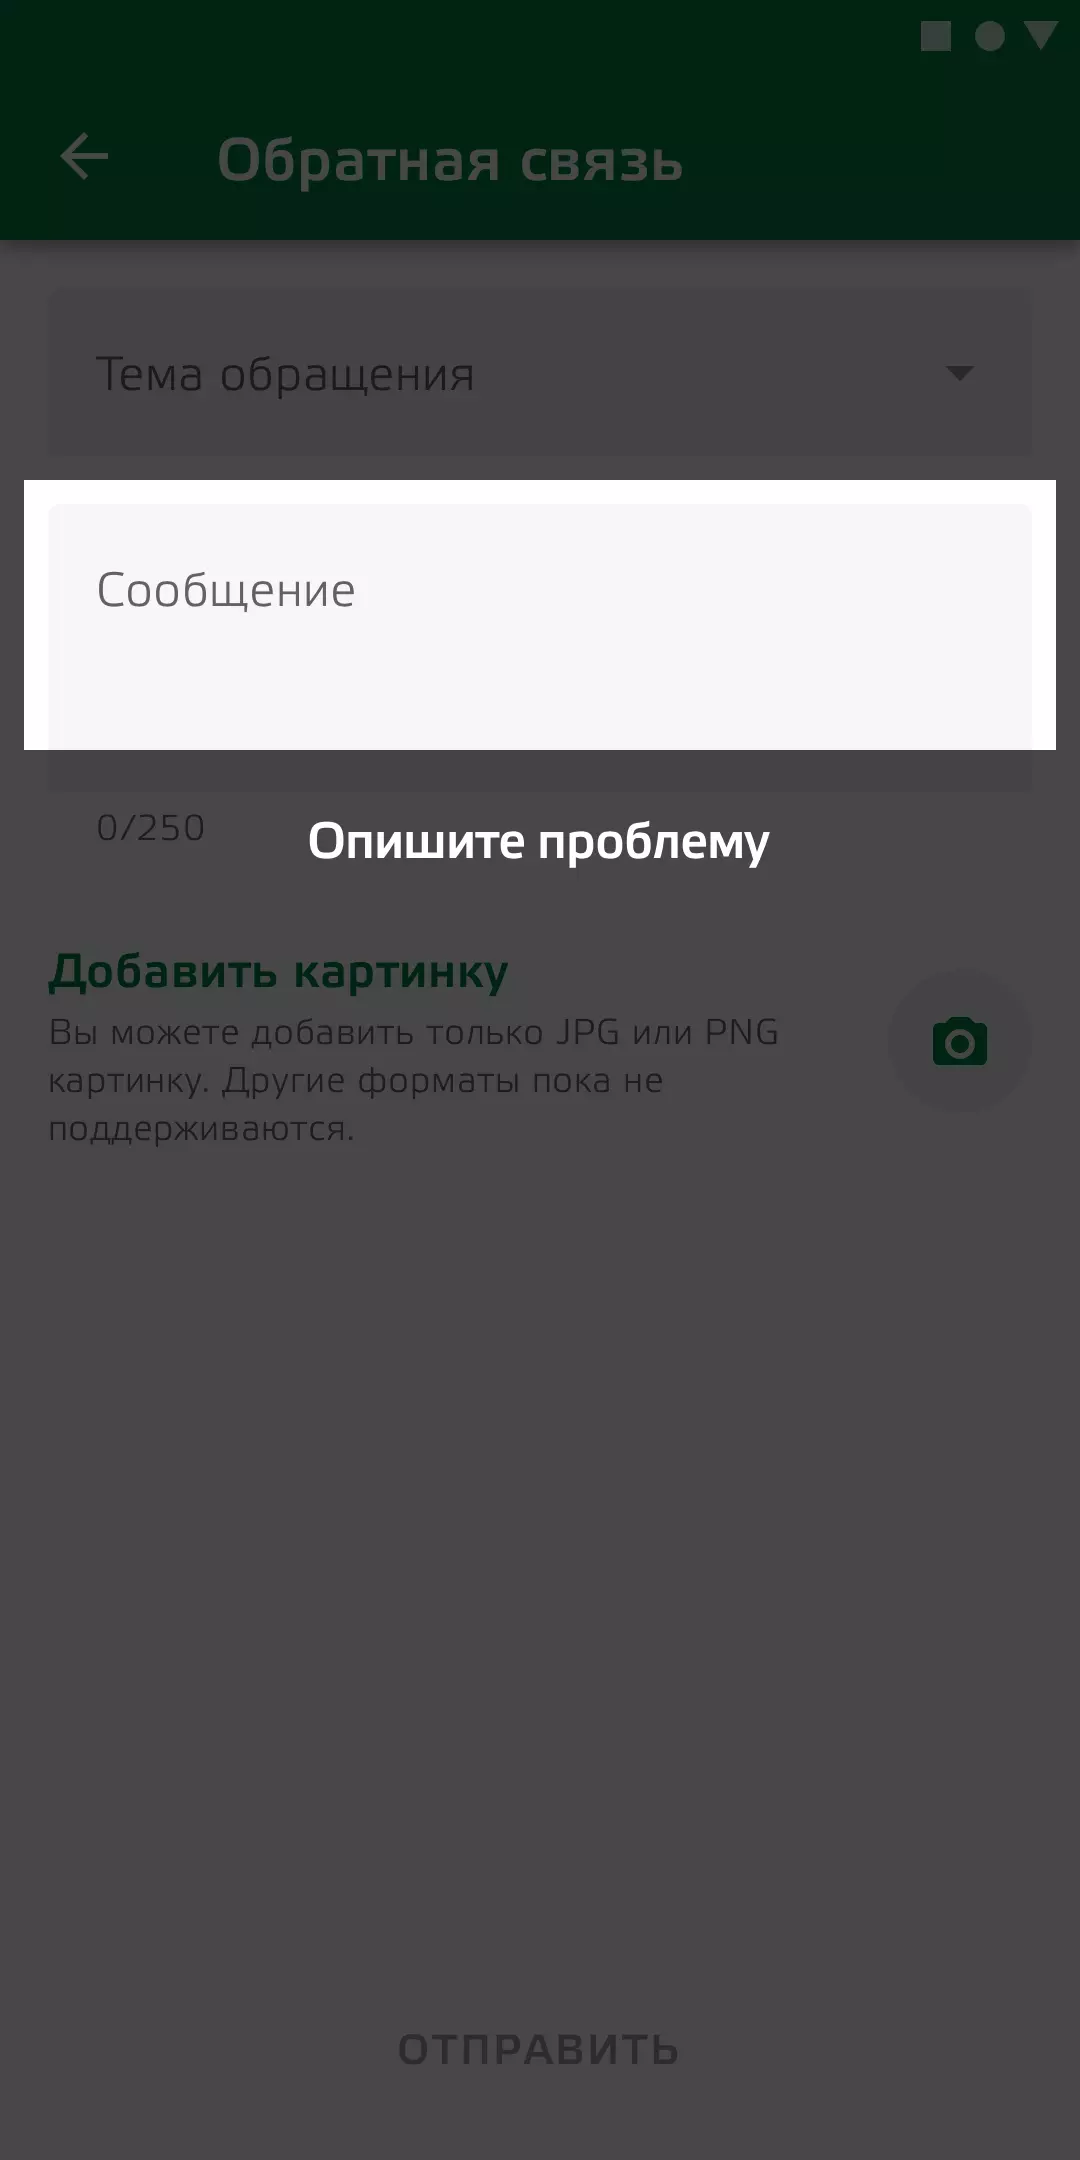 Обратная связь
Тема обращения
Сообщение
0/250
Опишите проблему
Добавить картинку
Вы можете добавить только JPG или PNG
картинку. Другие форматы пока не
поддерживаются.
ОТПРАВИТЬ